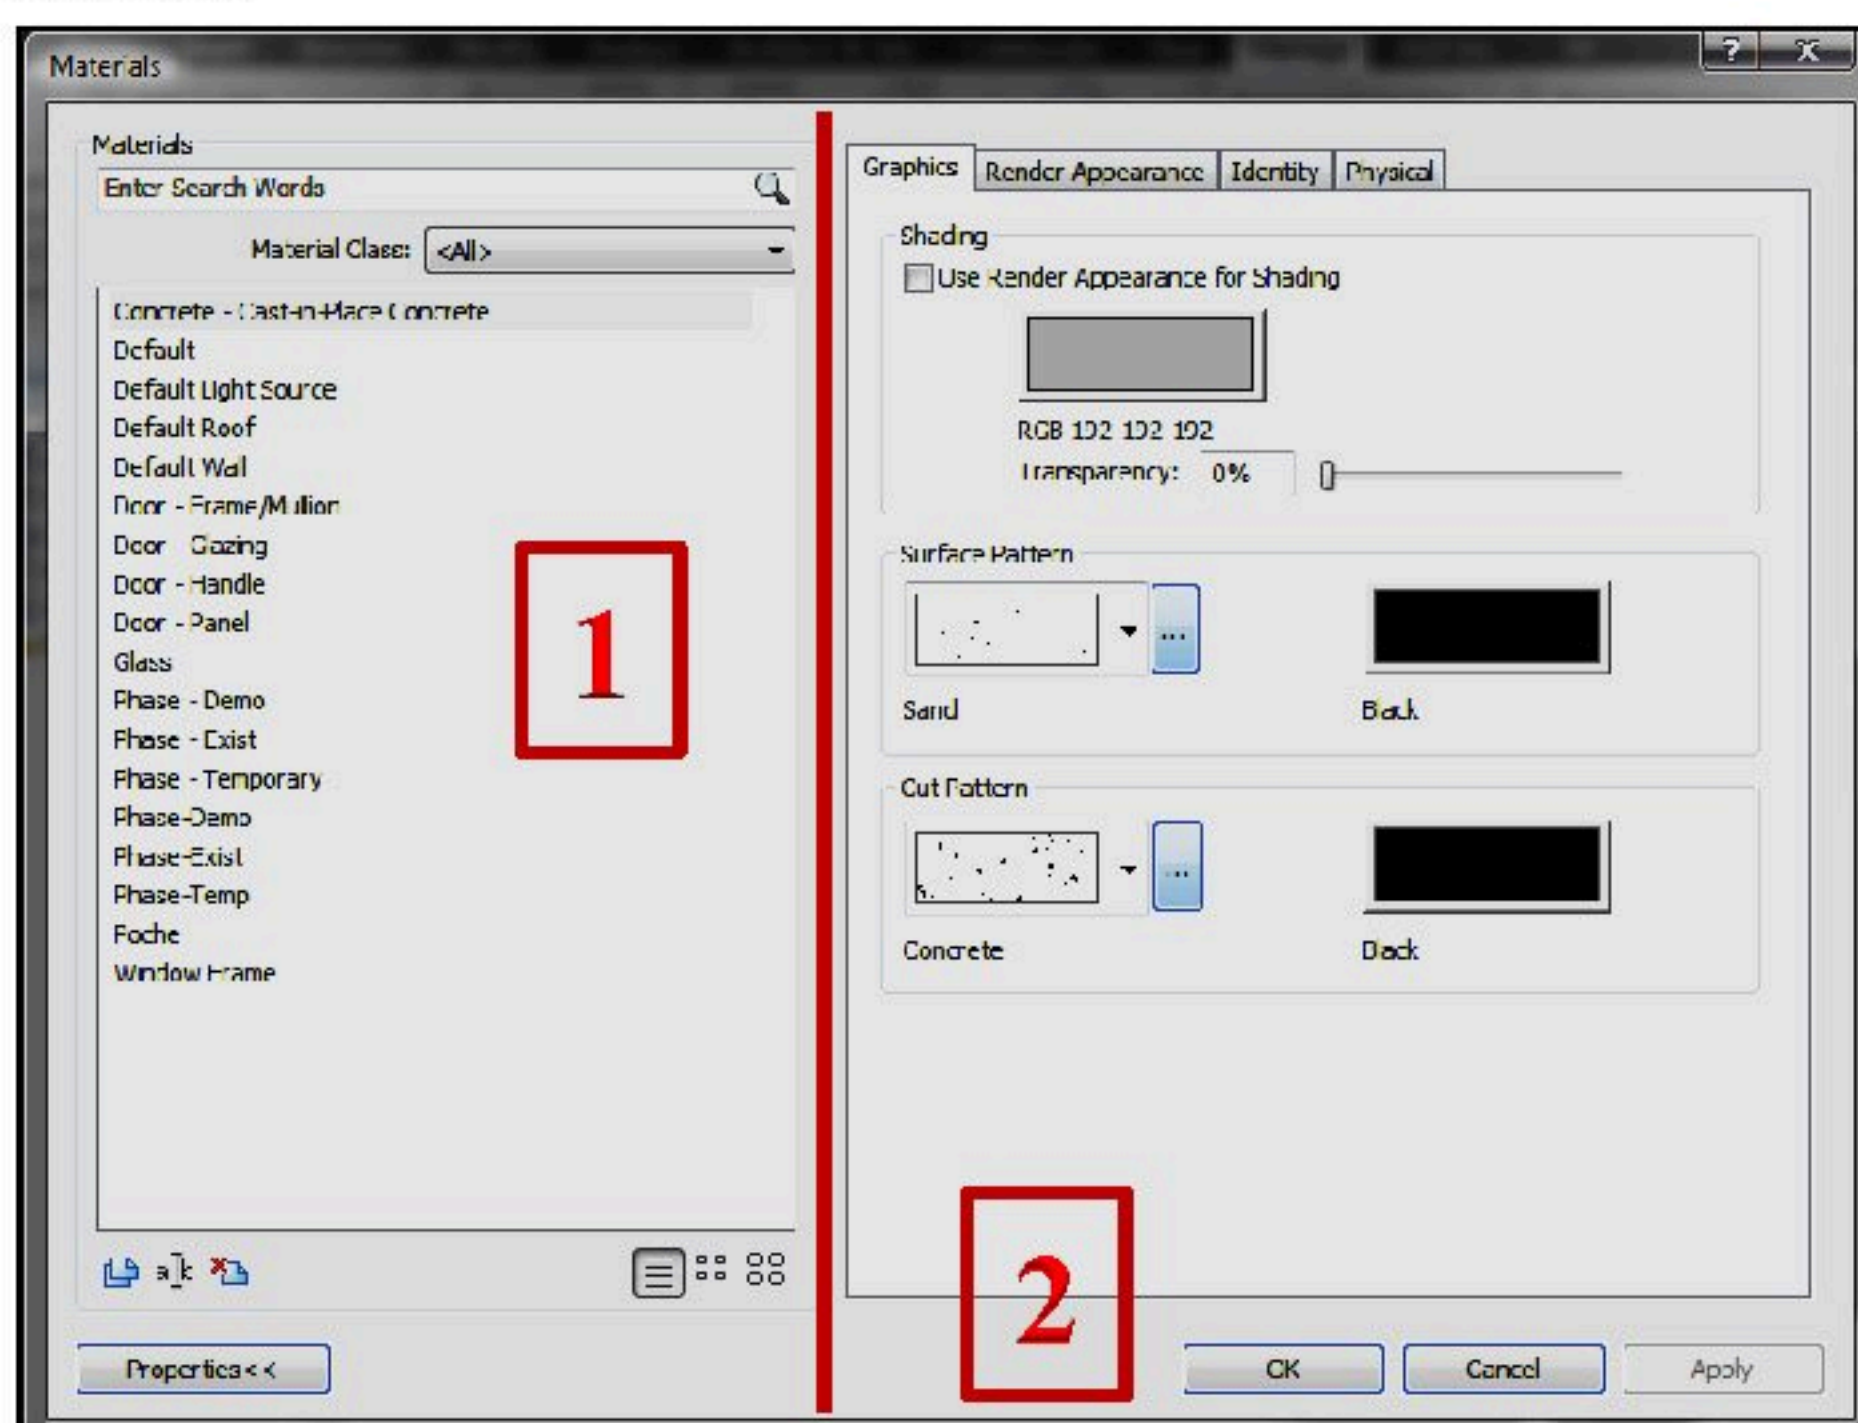 Materials
? X
Materials
Enter Search Words
Material Class: <All>
Concrete - Cast-in-Place Concrete
Default
Default Light Source
Default Roof
Default Wall
Door - Frame/Mullion
Door - Glazing
Door - Handle
Door - Panel
Glass
Phase - Demo
Phase - Exist
Phase - Temporary
Phase-Demo
Phase-Exist
Phase-Temp
Poche
Window Frame
1
a k
Properties <<
Graphics Render Appearance Identity Physical
Shading
Use Render Appearance for Shading
RGB 192 192 192
Transparency: 0%
Surface Pattern
...
Sand Black
Cut Pattern
...
Concrete Black
2
OK Cancel Apply